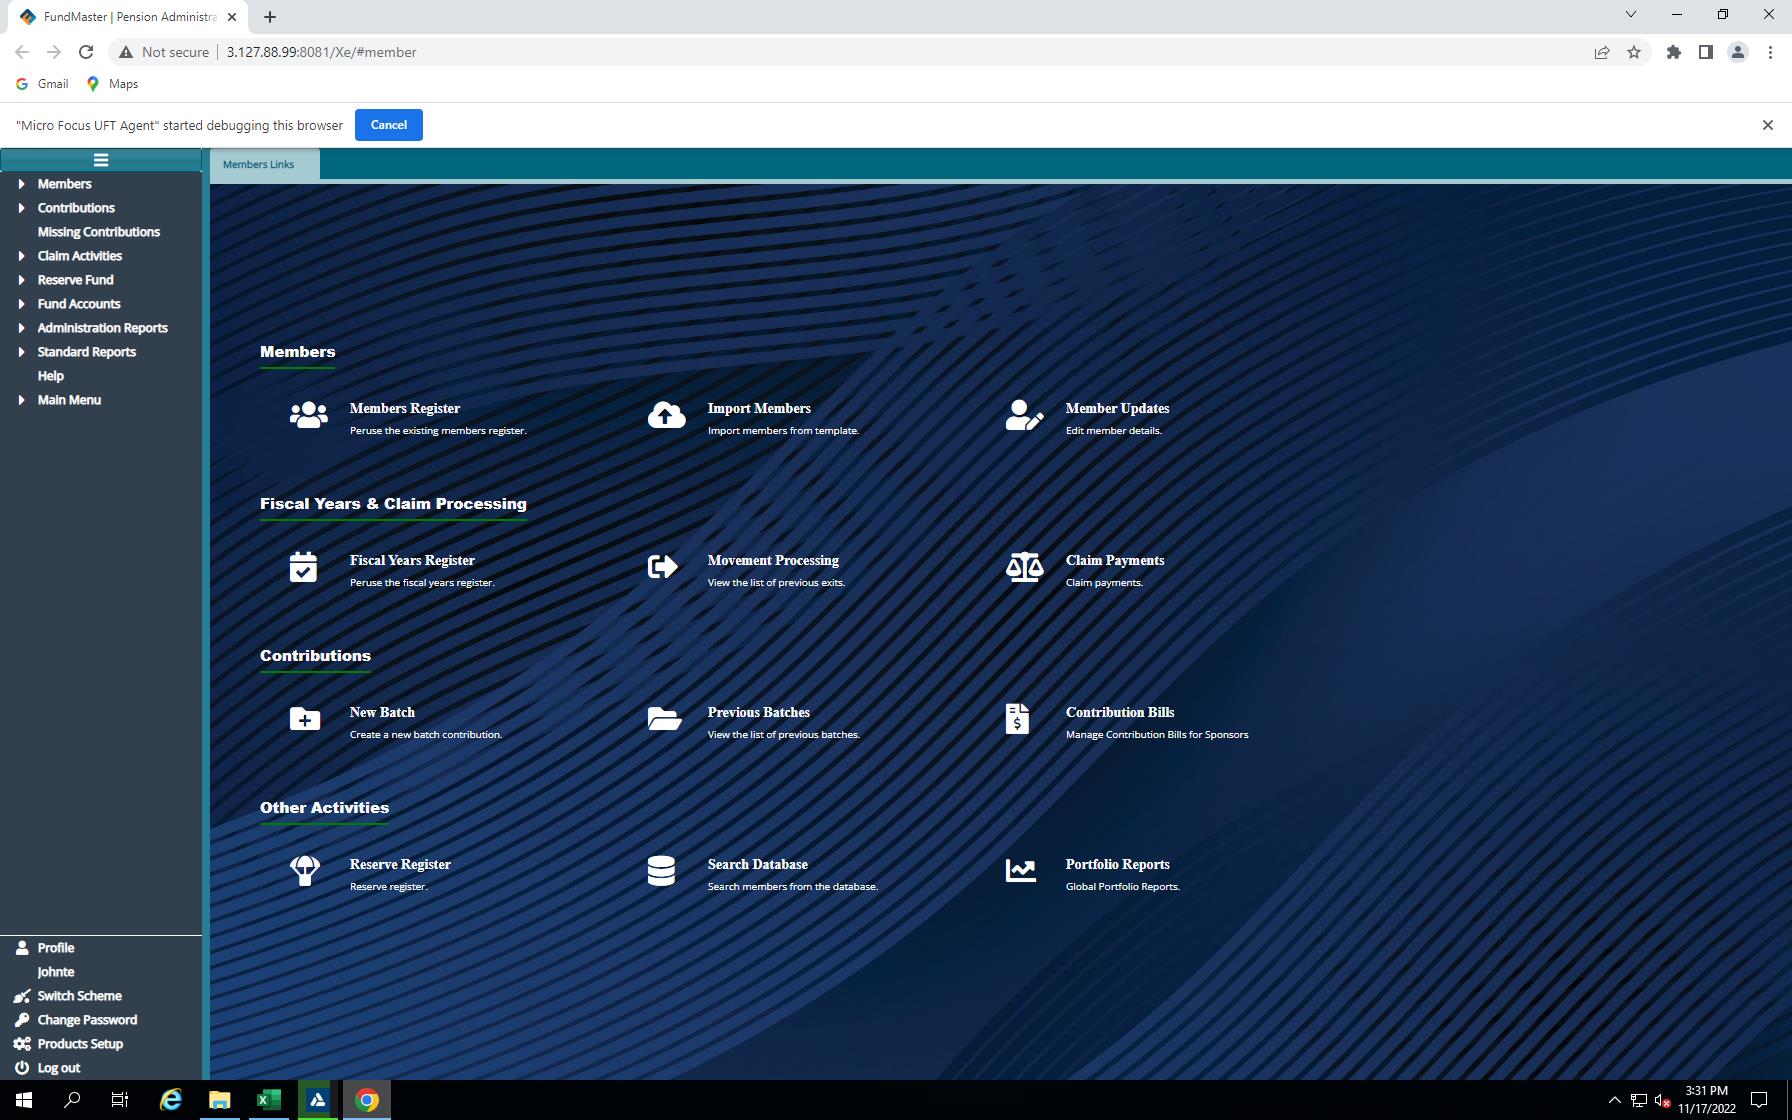 FundMaster | Pension Administra
Not secure
3.127.88.99:8081/Xe/#member
Gmail
Maps
"Micro Focus UFT Agent" started debugging this browser
Cancel
Members Links
Members
Contributions
Missing Contributions
Claim Activities
Reserve Fund
Fund Accounts
Administration Reports
Standard Reports
Help
Main Menu
Members
Members Register
Peruse the existing members register.
Import Members
Import members from template.
Member Updates
Edit member details.
Fiscal Years & Claim Processing
Fiscal Years Register
Peruse the fiscal years register.
Movement Processing
View the list of previous exits.
Claim Payments
Claim payments.
Contributions
New Batch
Create a new batch contribution.
Previous Batches
View the list of previous batches.
Contribution Bills
Manage Contribution Bills for Sponsors
Other Activities
Reserve Register
Reserve register.
Search Database
Search members from the database.
Portfolio Reports
Global Portfolio Reports.
Profile
Johnte
Switch Scheme
Change Password
Products Setup
Log out
3:31 PM
11/17/2022